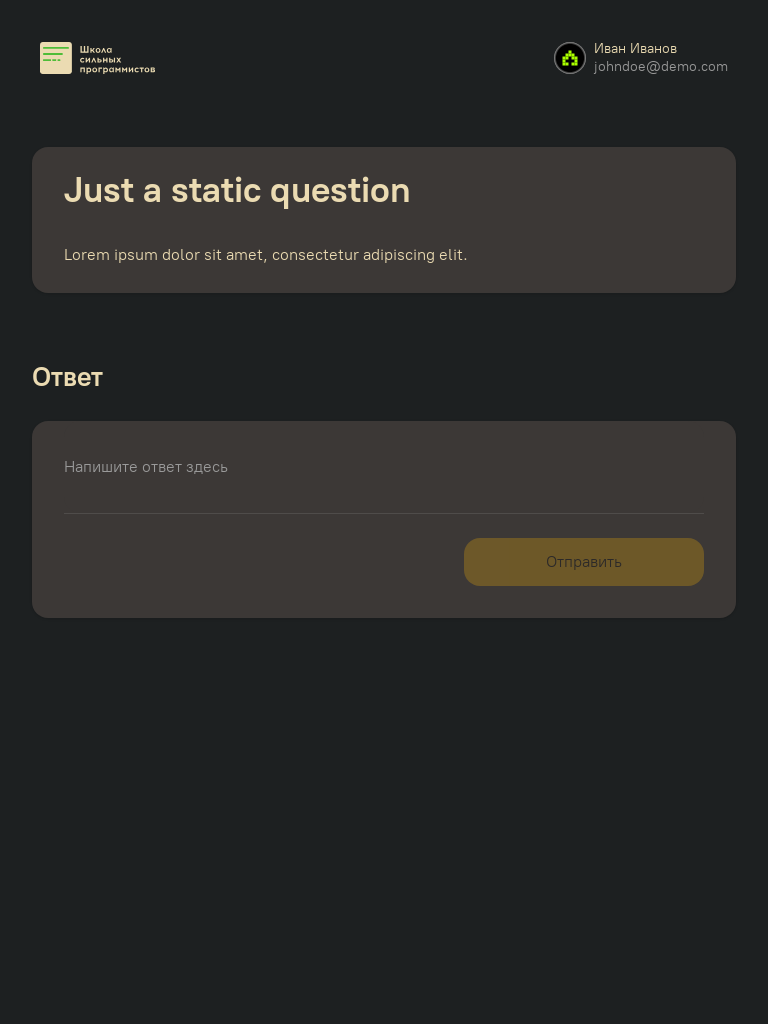 Школа
сильных
программистов
Иван Иванов
johndoe@demo.com
Just a static question
Lorem ipsum dolor sit amet, consectetur adipiscing elit.
Ответ
Напишите ответ здесь
Отправить